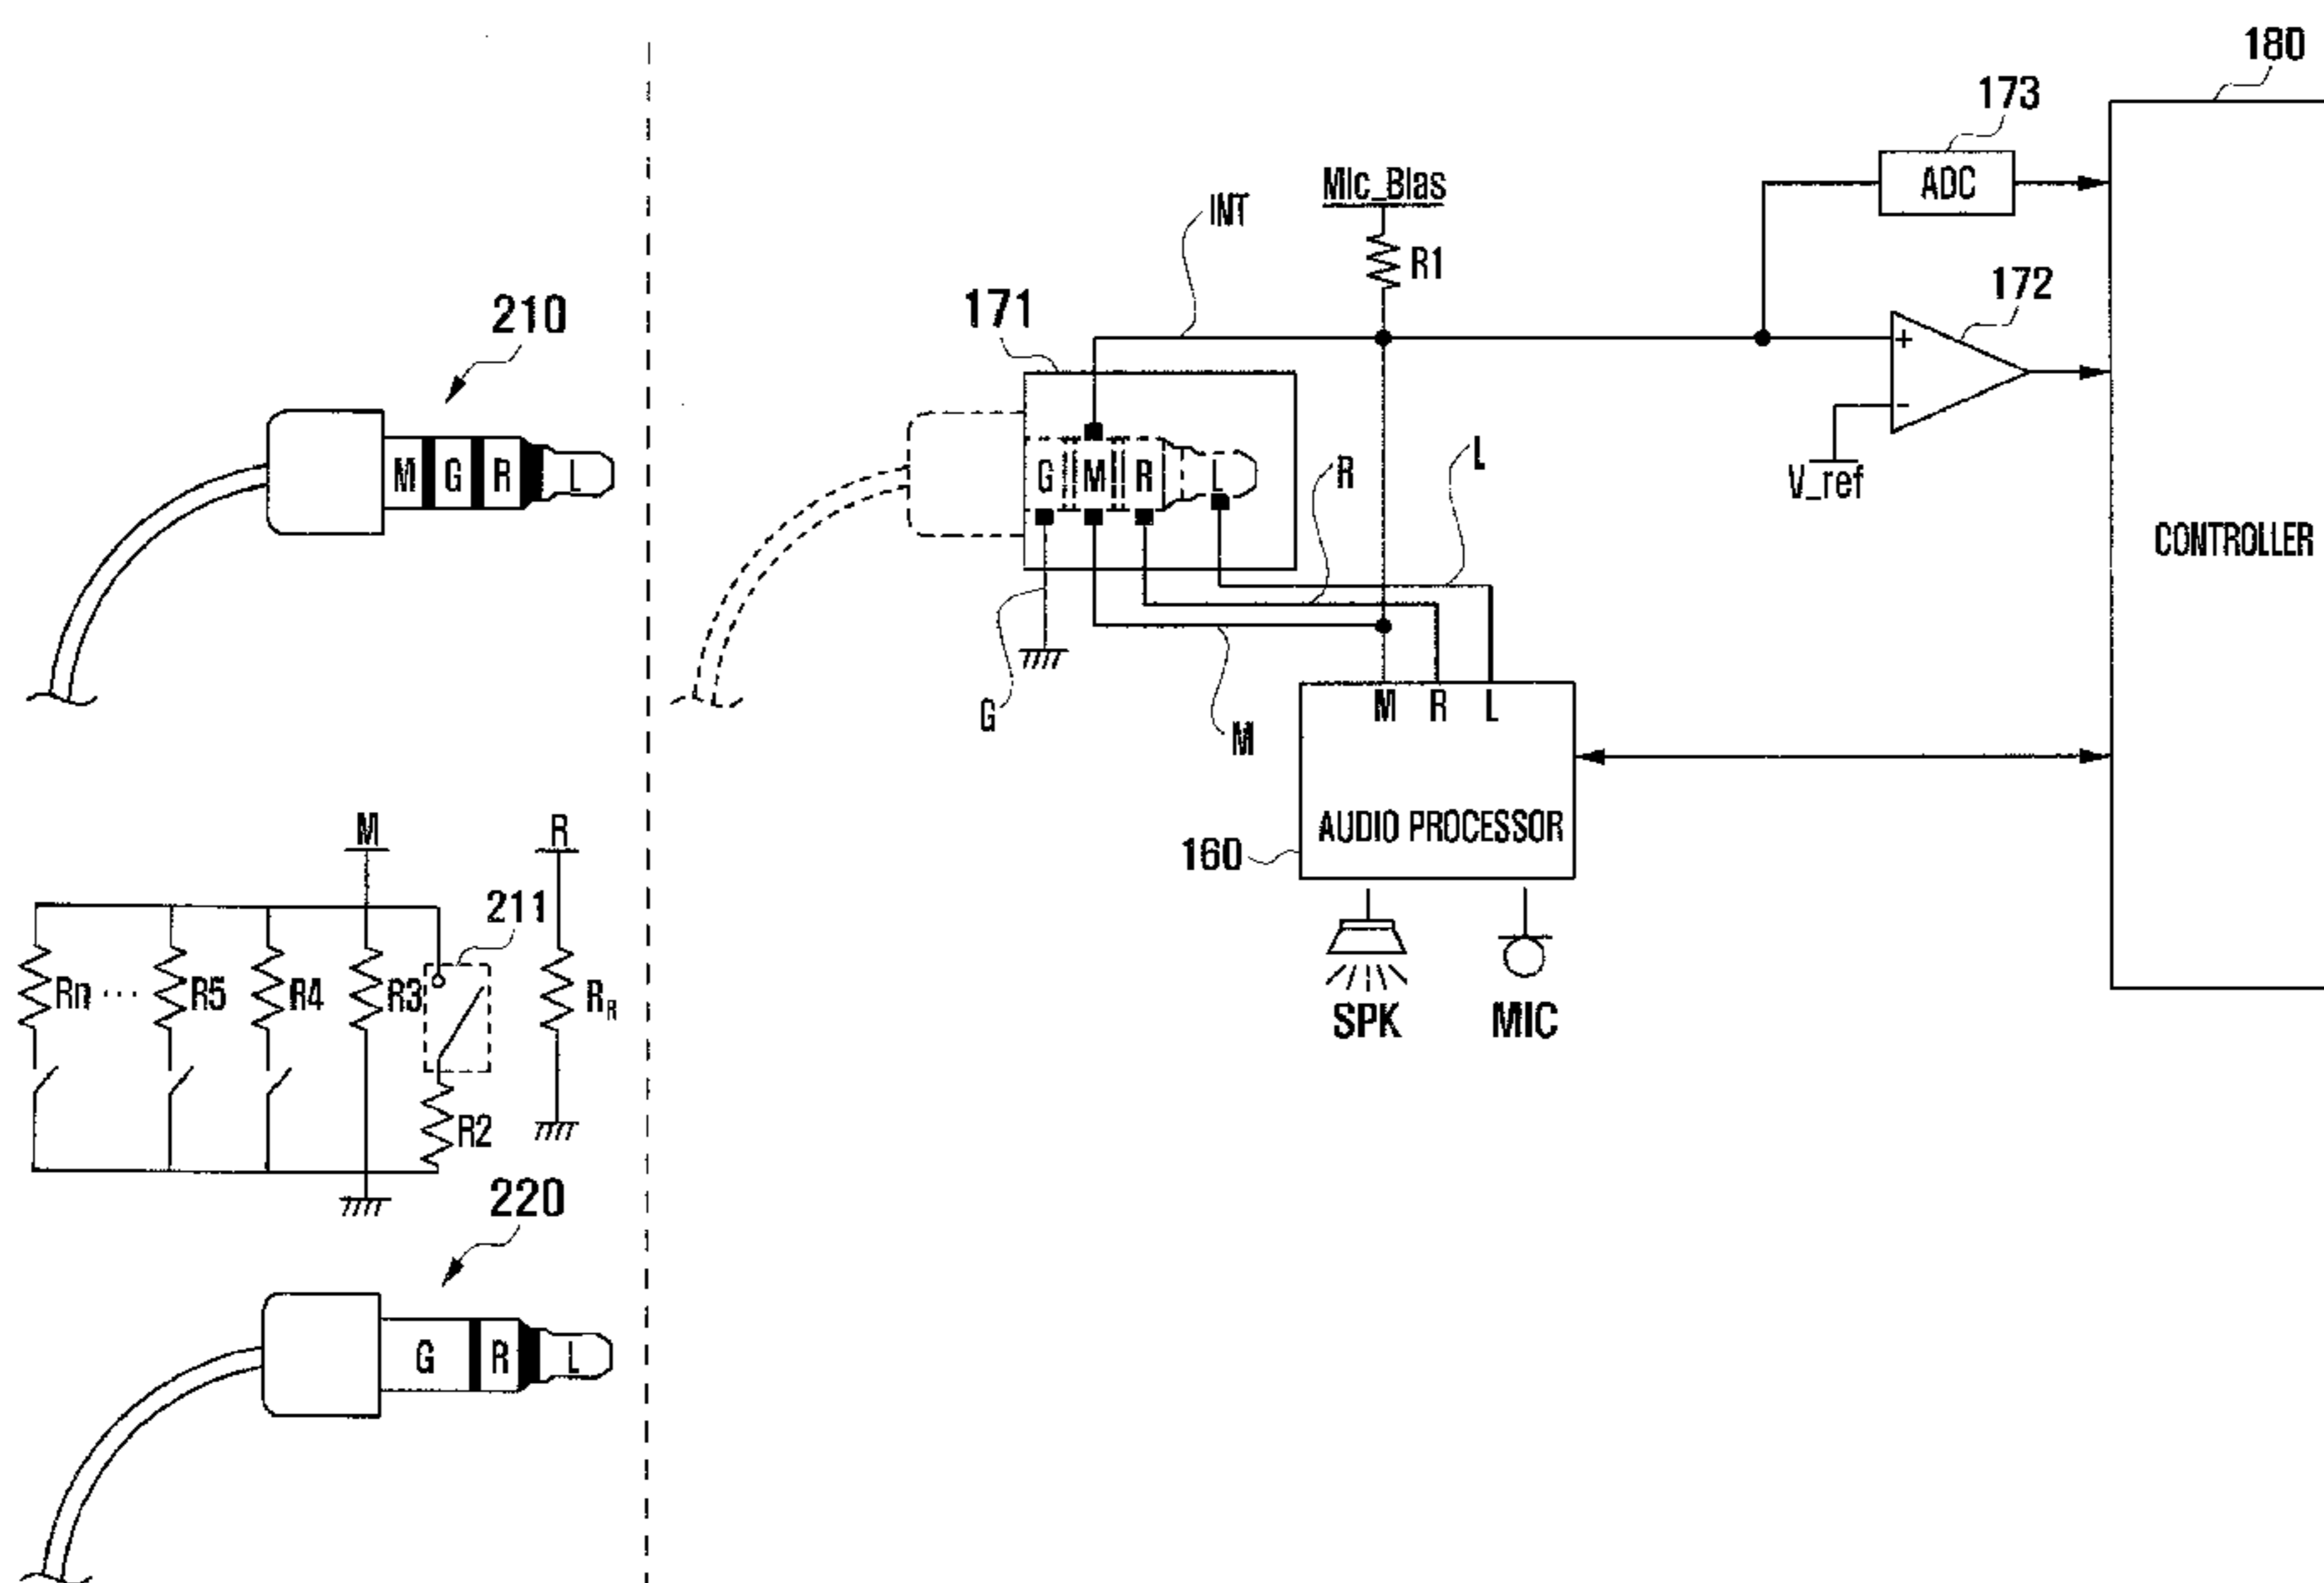 180
173
ADC
Mic_Bias
INT
R1
172
+
-
V_ref
CONTROLLER
210
M G R L
171
G M R L
R
L
G
M
M R L
AUDIO PROCESSOR
160
SPK
MIC
M
R
211
Rn ... R5 R4 R3
RR
R2
220
G R L